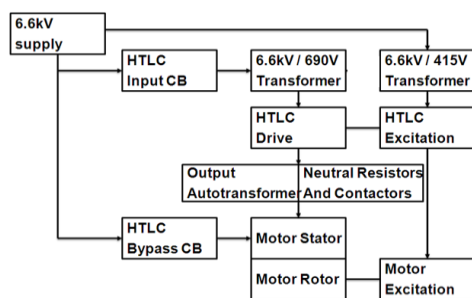 6.6kV
supply
HTLC
Input CB
6.6kV / 690V
Transformer
6.6kV / 415V
Transformer
HTLC
Drive
HTLC
Excitation
Output
Autotransformer
Neutral Resistors
And Contactors
HTLC
Bypass CB
Motor Stator
Motor Rotor
Motor
Excitation